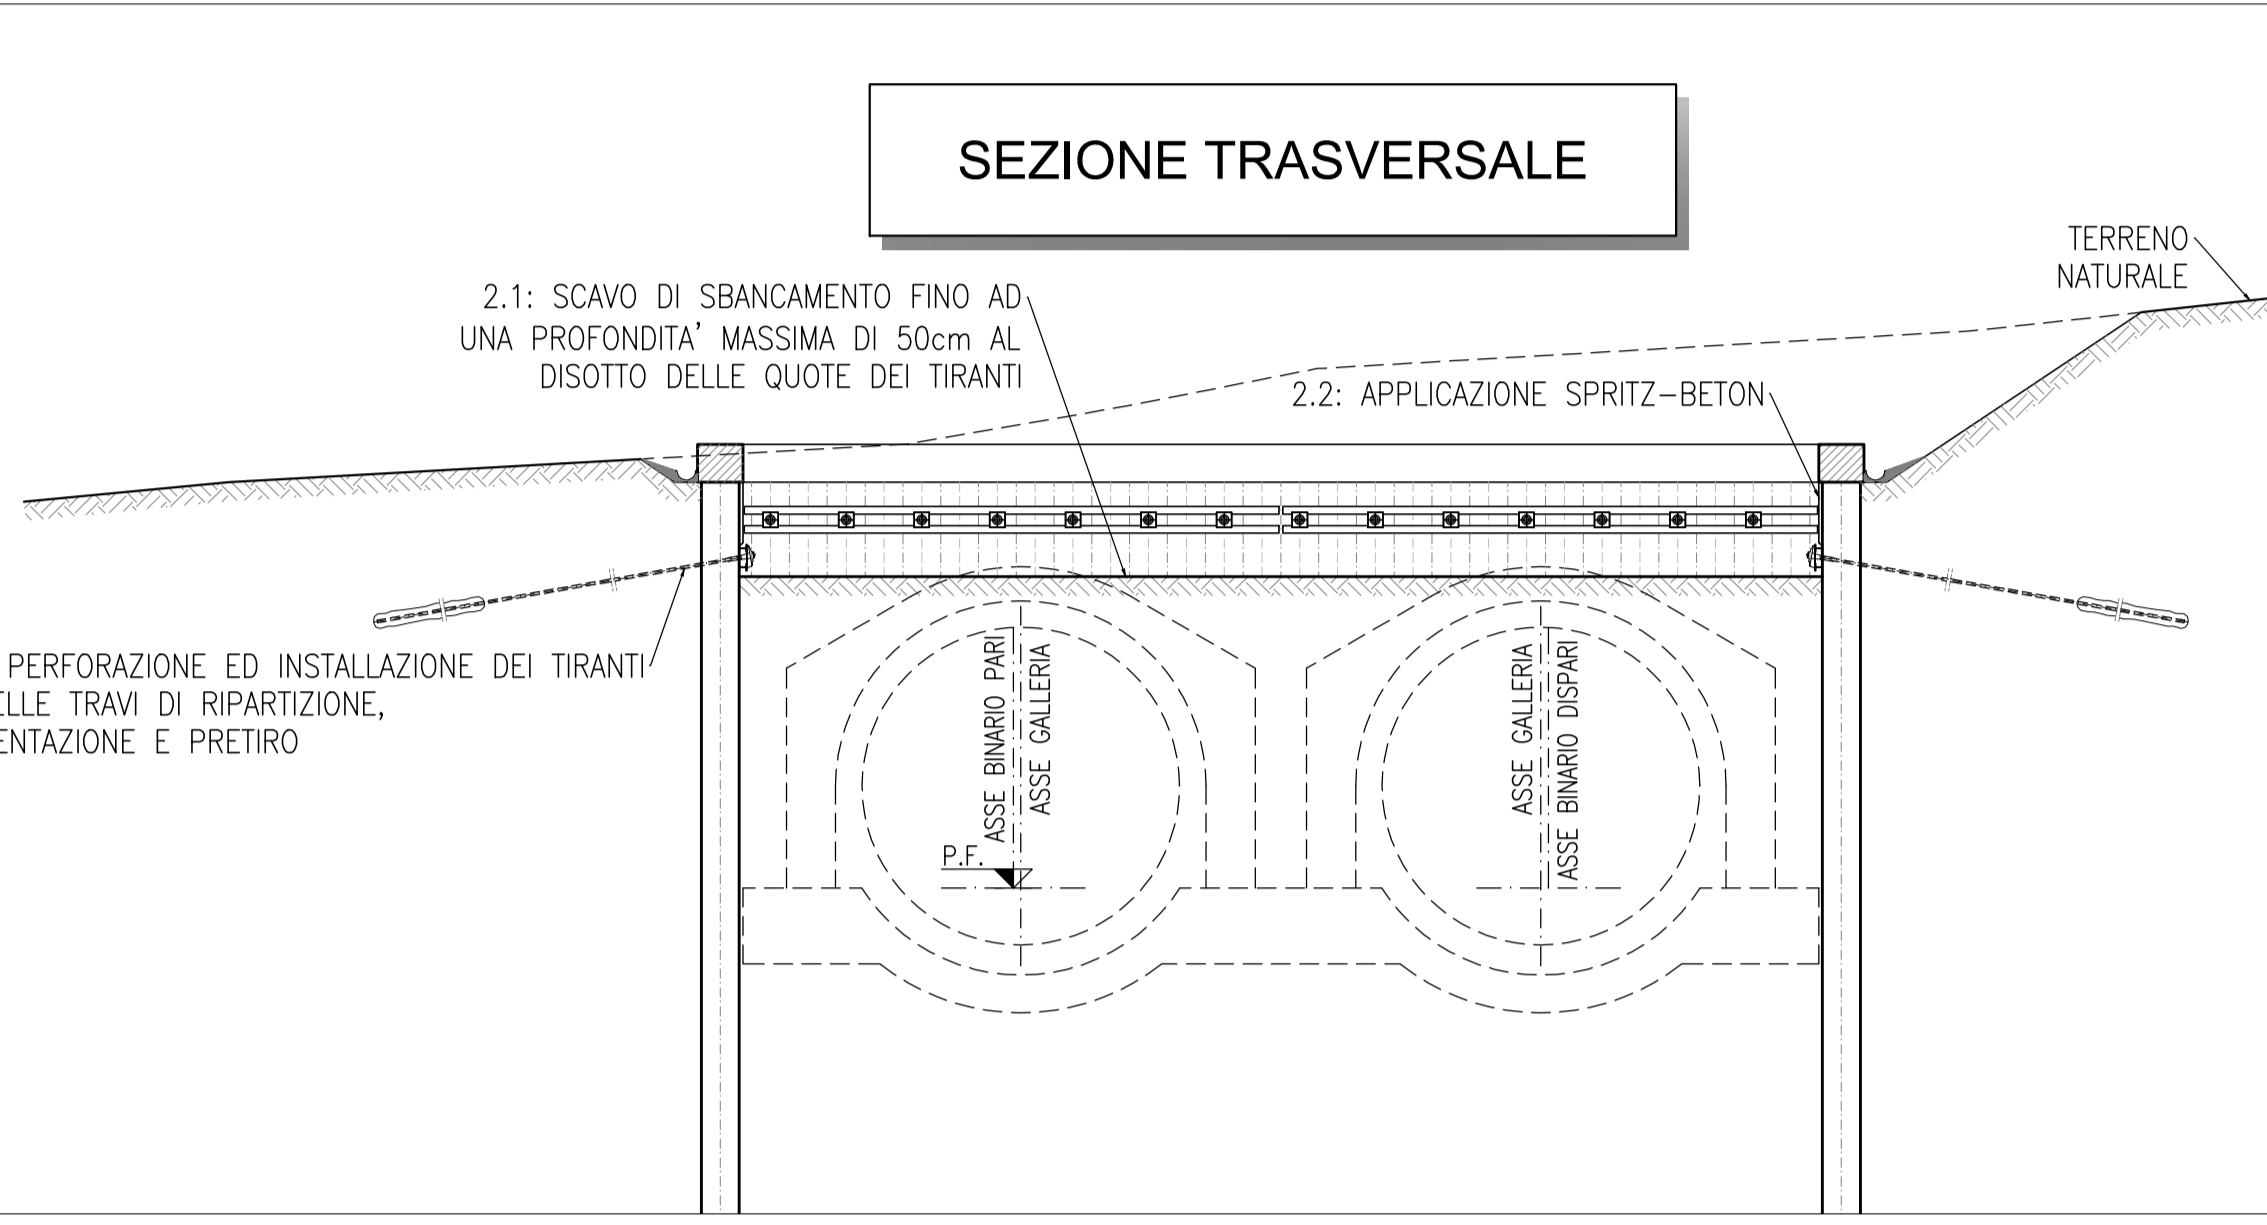 SEZIONE TRASVERSALE
TERRENO
NATURALE
2.1: SCAVO DI SBANCAMENTO FINO AD
UNA PROFONDITA' MASSIMA DI 50cm AL
DISOTTO DELLE QUOTE DEI TIRANTI
2.2: APPLICAZIONE SPRITZ-BETON
PERFORAZIONE ED INSTALLAZIONE DEI TIRANTI
ELLE TRAVI DI RIPARTIZIONE,
ENTAZIONE E PRETIRO
ASSE BINARIO PARI
ASSE GALLERIA
ASSE GALLERIA
ASSE BINARIO DISPARI
P.F.